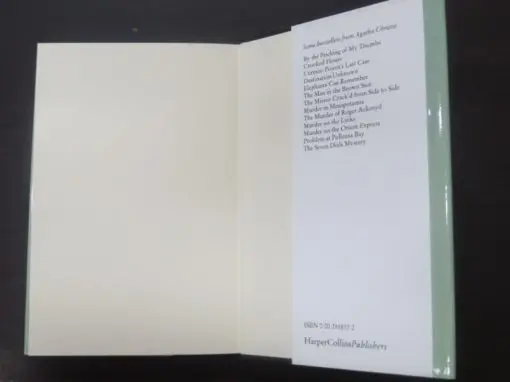 Some bestsellers from Agatha Christie
By the Pricking of My Thumbs
Crooked House
Curtain: Poirot's Last Case
Destination Unknown
Elephants Can Remember
The Man in the Brown Suit
The Mirror Crack'd from Side to Side
Murder in Mesopotamia
The Murder of Roger Ackroyd
Murder on the Links
Murder on the Orient Express
Problem at Pollensa Bay
The Seven Dials Mystery
ISBN
HarperCollinsPublishers